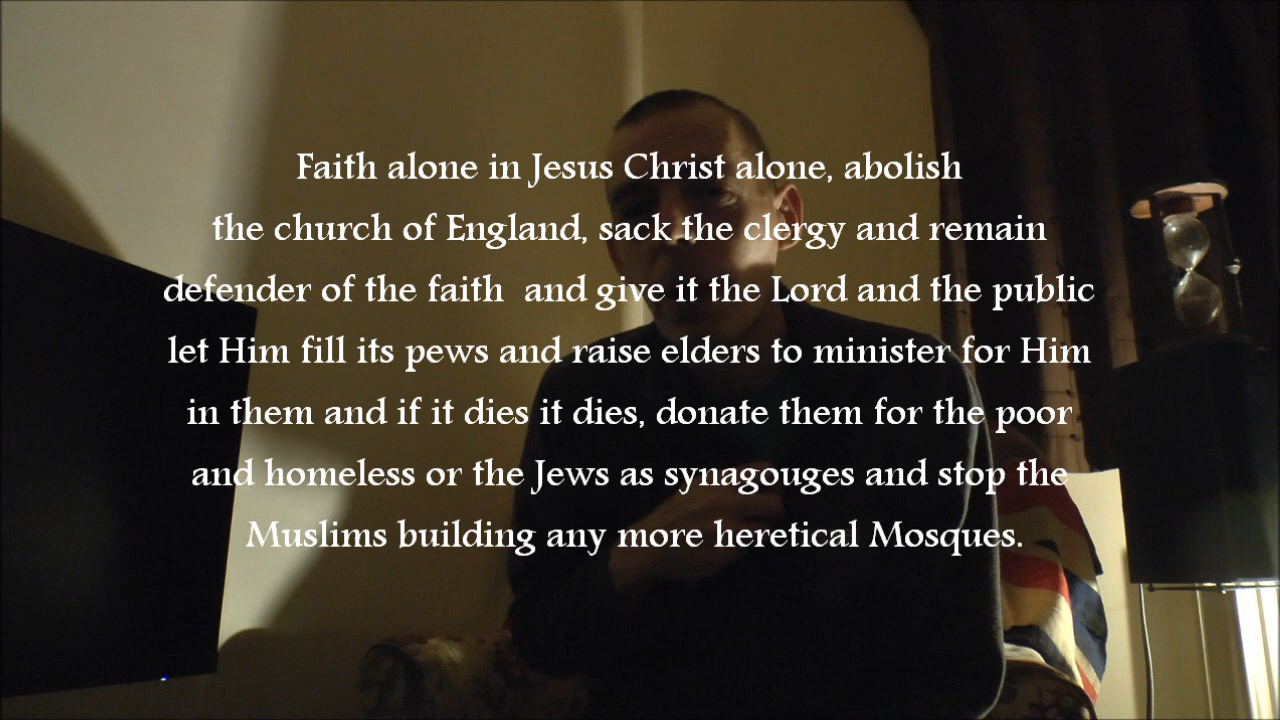 Faith alone in Jesus Christ alone, abolish
the church of England, sack the clergy and remain
defender of the faith  and give it the Lord and the public
let Him fill its pews and raise elders to minister for Him
in them and if it dies it dies, donate them for the poor
and homeless or the Jews as synagouges and stop the
Muslims building any more heretical Mosques.